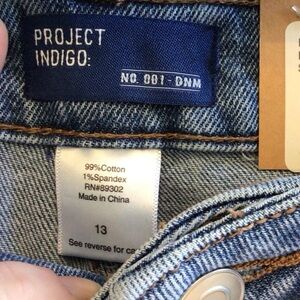 PROJECT
INDIGO:
NO. 001 - DNM
99%Cotton
1%Spandex
RN#89302
Made in China
13
See reverse for ca